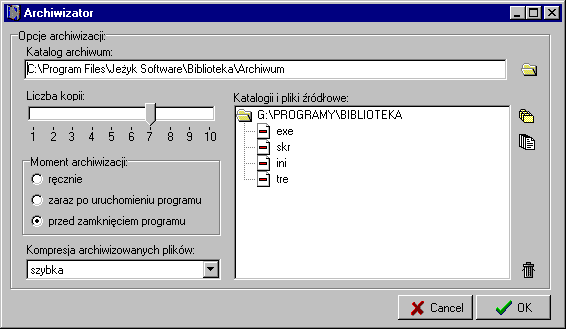 Archiwizator
Opcje archiwizacji:
Katalog archiwum:
C:\Program Files\Jeżyk Software\Biblioteka\Archiwum
Liczba kopii:
1 2 3 4 5 6 7 8 9 10
Moment archiwizacji:
ręcznie
zaraz po uruchomieniu programu
przed zamknięciem programu
Kompresja archiwizowanych plików:
szybka
Katalogii i pliki źródłowe:
G:\PROGRAMY\BIBLIOTEKA
exe
skr
ini
tre
Cancel
OK